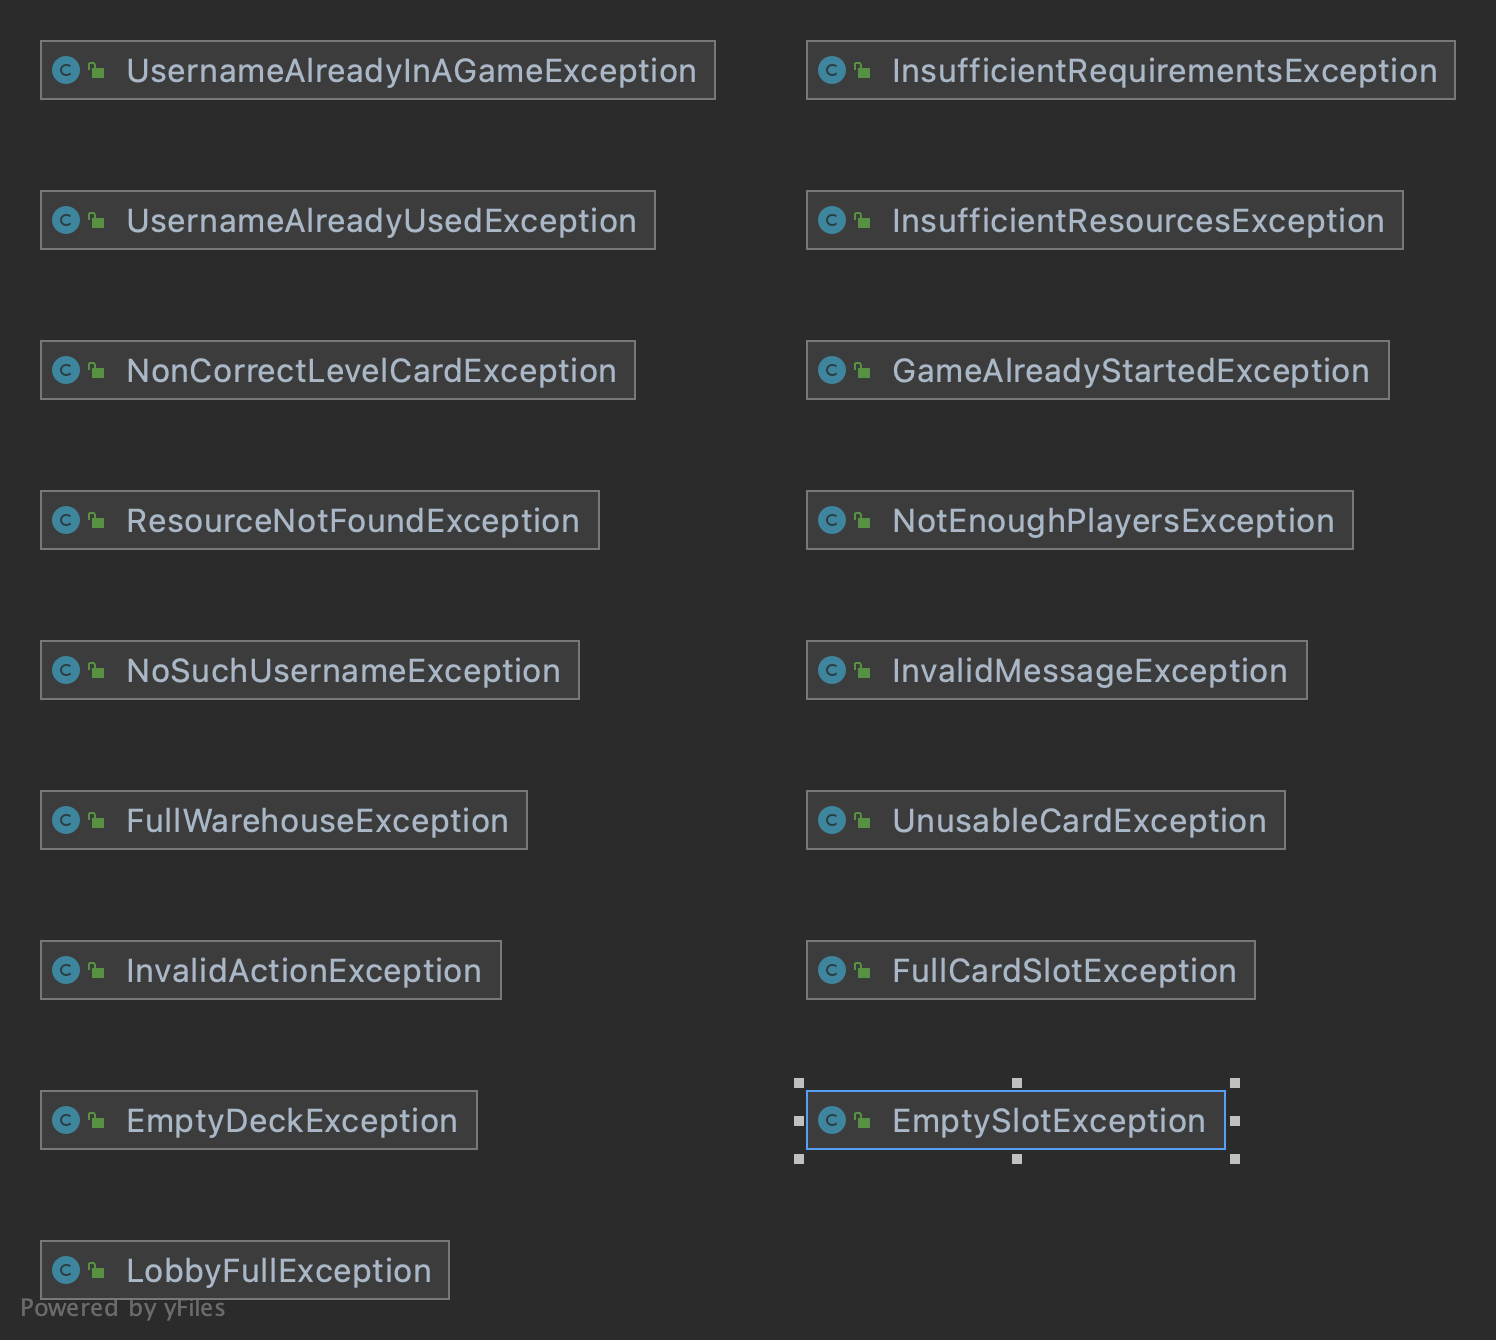 UsernameAlreadyInAGameException
InsufficientRequirementsException
UsernameAlreadyUsedException
InsufficientResourcesException
NonCorrectLevelCardException
GameAlreadyStartedException
ResourceNotFoundException
NotEnoughPlayersException
NoSuchUsernameException
InvalidMessageException
FullWarehouseException
UnusableCardException
InvalidActionException
FullCardSlotException
EmptyDeckException
EmptySlotException
LobbyFullException
Powered by yFiles